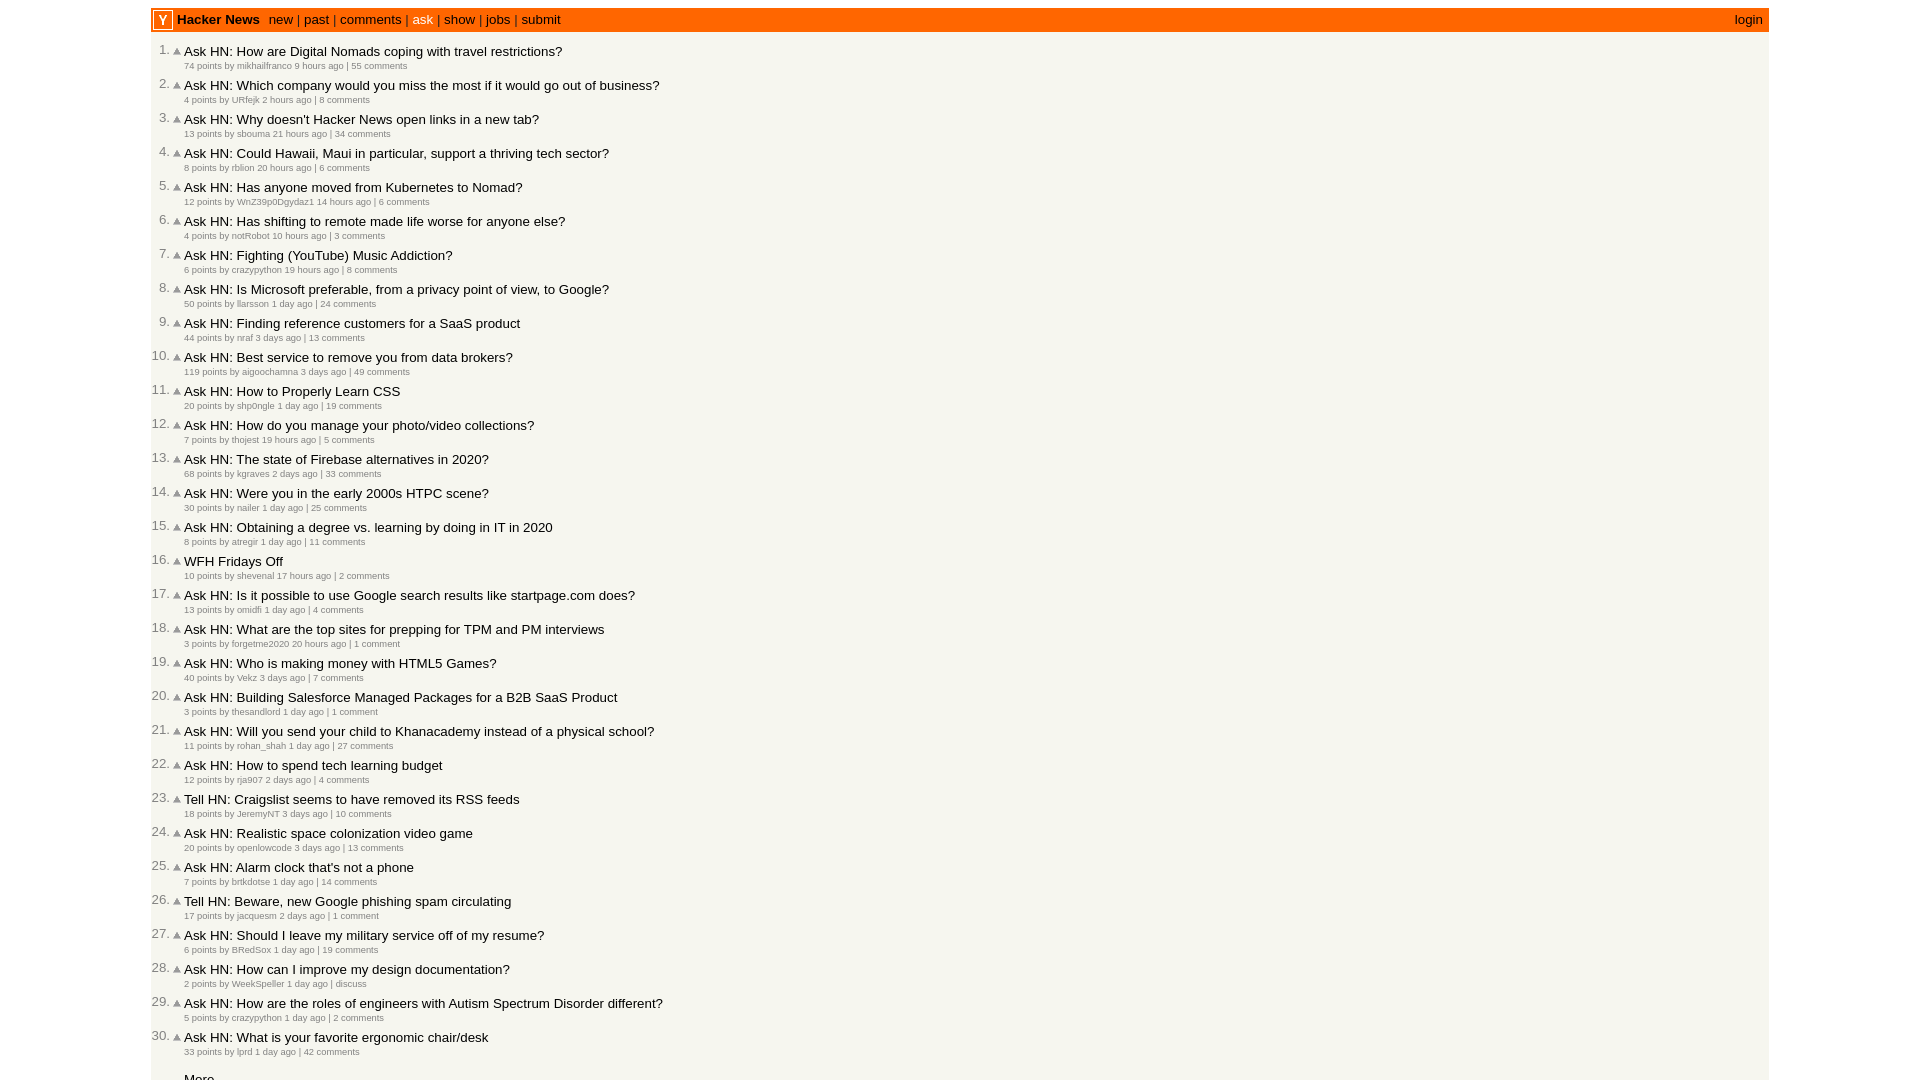 Y Hacker News new | past | comments | ask | show | jobs | submit login
1. Ask HN: How are Digital Nomads coping with travel restrictions?
74 points by mikhailfranco 9 hours ago | 55 comments
2. Ask HN: Which company would you miss the most if it would go out of business?
4 points by URfejk 2 hours ago | 8 comments
3. Ask HN: Why doesn't Hacker News open links in a new tab?
13 points by sbouma 21 hours ago | 34 comments
4. Ask HN: Could Hawaii, Maui in particular, support a thriving tech sector?
8 points by rblion 20 hours ago | 6 comments
5. Ask HN: Has anyone moved from Kubernetes to Nomad?
12 points by WnZ39p0Dgydaz1 14 hours ago | 6 comments
6. Ask HN: Has shifting to remote made life worse for anyone else?
4 points by notRobot 10 hours ago | 3 comments
7. Ask HN: Fighting (YouTube) Music Addiction?
6 points by crazypython 19 hours ago | 8 comments
8. Ask HN: Is Microsoft preferable, from a privacy point of view, to Google?
50 points by llarsson 1 day ago | 24 comments
9. Ask HN: Finding reference customers for a SaaS product
44 points by nraf 3 days ago | 13 comments
10. Ask HN: Best service to remove you from data brokers?
119 points by aigoochamna 3 days ago | 49 comments
11. Ask HN: How to Properly Learn CSS
20 points by shp0ngle 1 day ago | 19 comments
12. Ask HN: How do you manage your photo/video collections?
7 points by thojest 19 hours ago | 5 comments
13. Ask HN: The state of Firebase alternatives in 2020?
68 points by kgraves 2 days ago | 33 comments
14. Ask HN: Were you in the early 2000s HTPC scene?
30 points by nailer 1 day ago | 25 comments
15. Ask HN: Obtaining a degree vs. learning by doing in IT in 2020
8 points by atregir 1 day ago | 11 comments
16. WFH Fridays Off
10 points by shevenal 17 hours ago | 2 comments
17. Ask HN: Is it possible to use Google search results like startpage.com does?
13 points by omidfi 1 day ago | 4 comments
18. Ask HN: What are the top sites for prepping for TPM and PM interviews
3 points by forgetme2020 20 hours ago | 1 comment
19. Ask HN: Who is making money with HTML5 Games?
40 points by Vekz 3 days ago | 7 comments
20. Ask HN: Building Salesforce Managed Packages for a B2B SaaS Product
3 points by thesandlord 1 day ago | 1 comment
21. Ask HN: Will you send your child to Khanacademy instead of a physical school?
11 points by rohan_shah 1 day ago | 27 comments
22. Ask HN: How to spend tech learning budget
12 points by rja907 2 days ago | 4 comments
23. Tell HN: Craigslist seems to have removed its RSS feeds
18 points by JeremyNT 3 days ago | 10 comments
24. Ask HN: Realistic space colonization video game
20 points by openlowcode 3 days ago | 13 comments
25. Ask HN: Alarm clock that's not a phone
7 points by brtkdotse 1 day ago | 14 comments
26. Tell HN: Beware, new Google phishing spam circulating
17 points by jacquesm 2 days ago | 1 comment
27. Ask HN: Should I leave my military service off of my resume?
6 points by BRedSox 1 day ago | 19 comments
28. Ask HN: How can I improve my design documentation?
2 points by WeekSpeller 1 day ago | discuss
29. Ask HN: How are the roles of engineers with Autism Spectrum Disorder different?
5 points by crazypython 1 day ago | 2 comments
30. Ask HN: What is your favorite ergonomic chair/desk
33 points by lprd 1 day ago | 42 comments
More